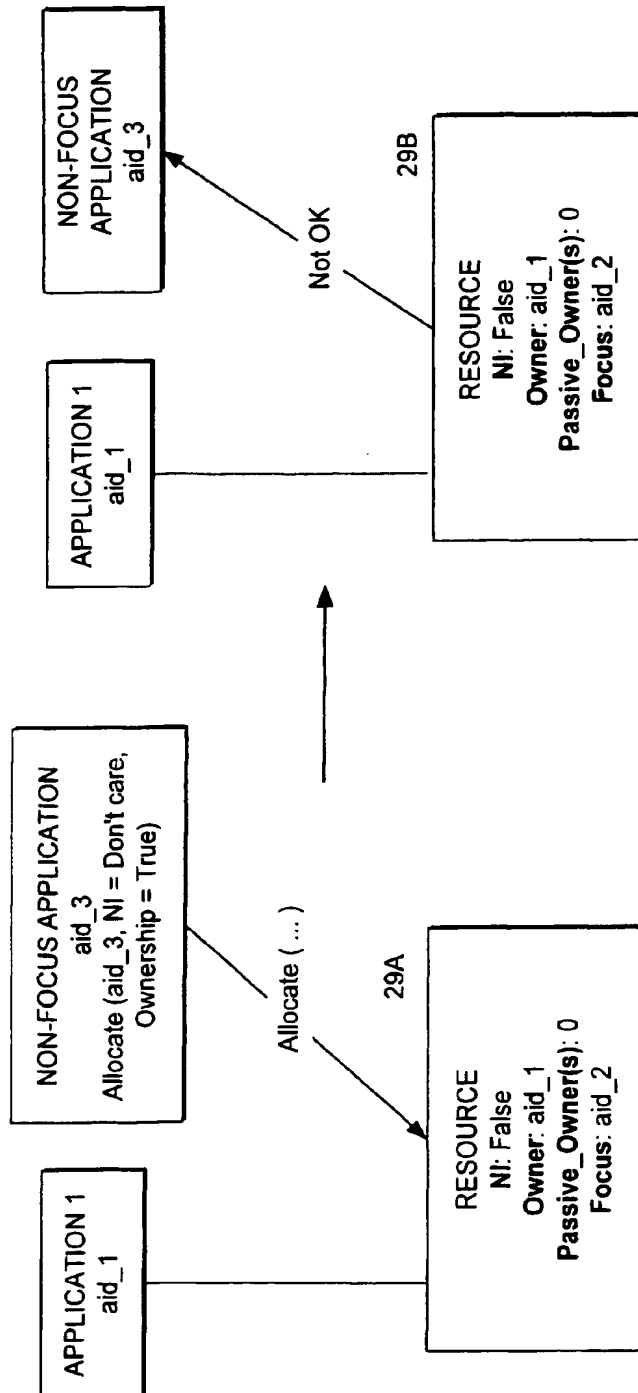 APPLICATION 1
aid_1
NON-FOCUS APPLICATION
aid_3
Allocate (aid_3, NI = Don't care,
Ownership = True)
Allocate ( ... )
29A
RESOURCE
NI: False
Owner: aid_1
Passive_Owner(s): 0
Focus: aid_2
APPLICATION 1
aid_1
NON-FOCUS
APPLICATION
aid_3
Not OK
29B
RESOURCE
NI: False
Owner: aid_1
Passive_Owner(s): 0
Focus: aid_2